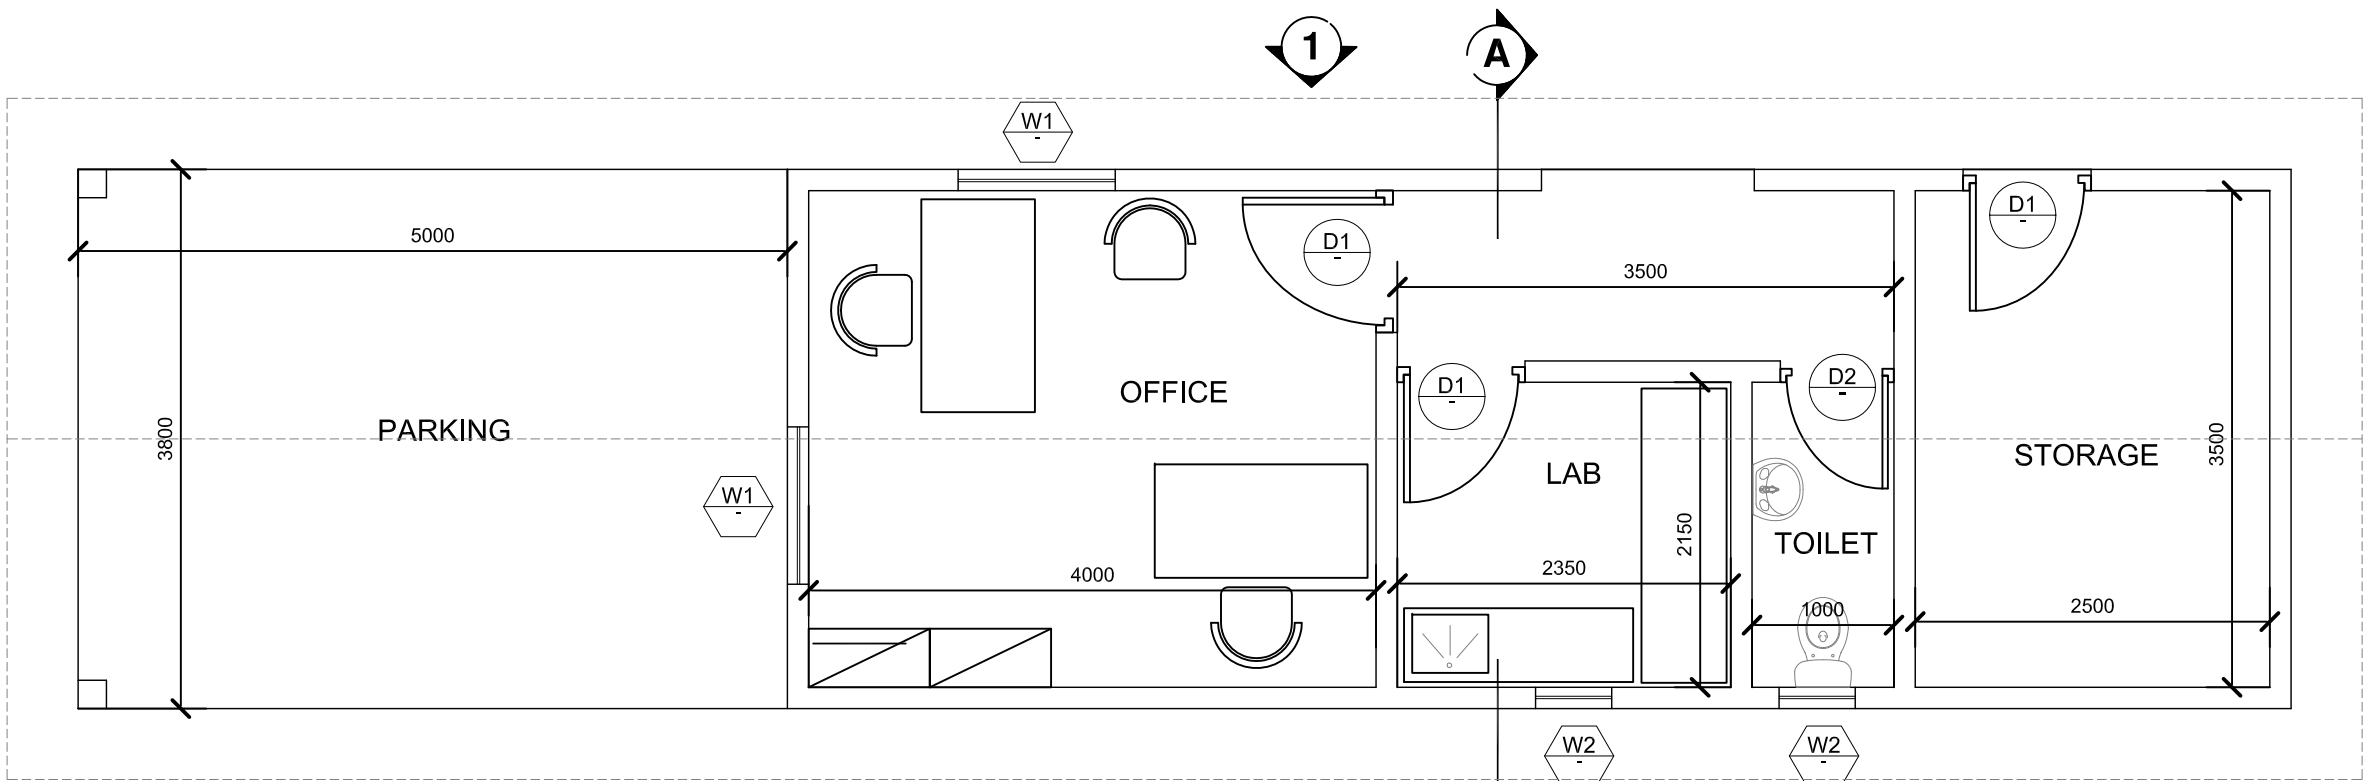 1
A
W1
-
D1
-
5000
D1
-
3500
D1
-
D2
-
OFFICE
PARKING
3800
STORAGE
3500
LAB
W1
-
2150
TOILET
4000
2350
1000
2500
W2
-
W2
-